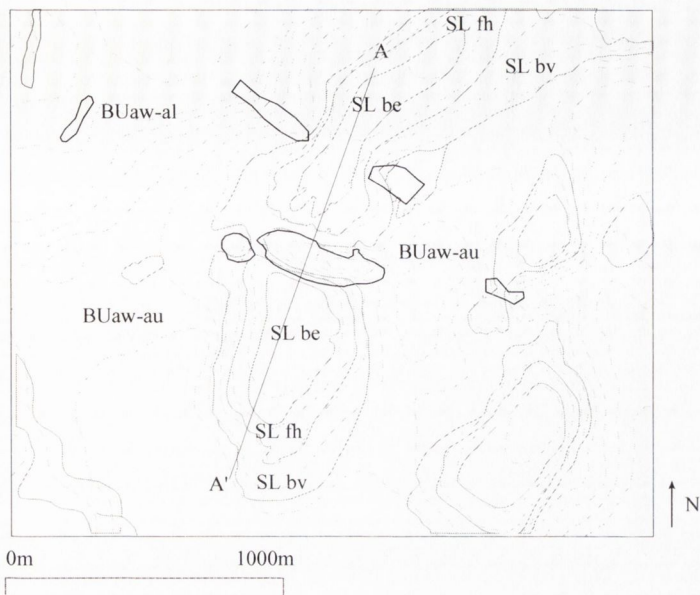 SL fh
A
SL bv
SL be
BUaw-al
BUaw-au
BUaw-au
SL be
SL fh
A'
SL bv
N
0m 1000m